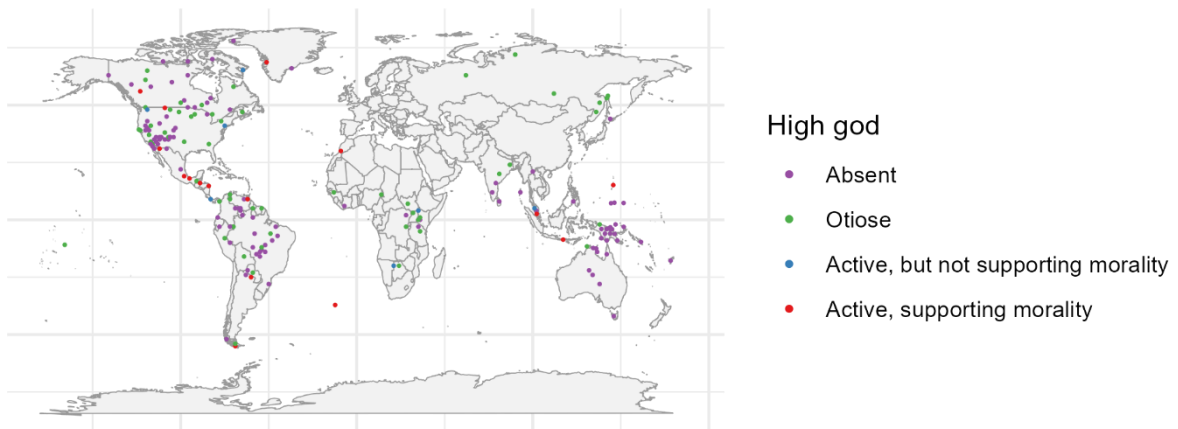 High god
Absent
Otiose
Active, but not supporting morality
Active, supporting morality